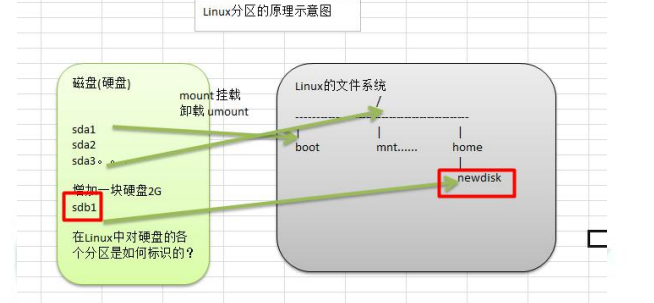 Linux分区的原理示意图
磁盘(硬盘)
mount 挂载
卸载 umount
sda1
sda2
sda3。。
增加一块硬盘2G
sdb1
在Linux中对硬盘的各
个分区是如何标识的？
Linux的文件系统
/
-------------------------------------------
| | |
boot mnt...... home
|
newdisk